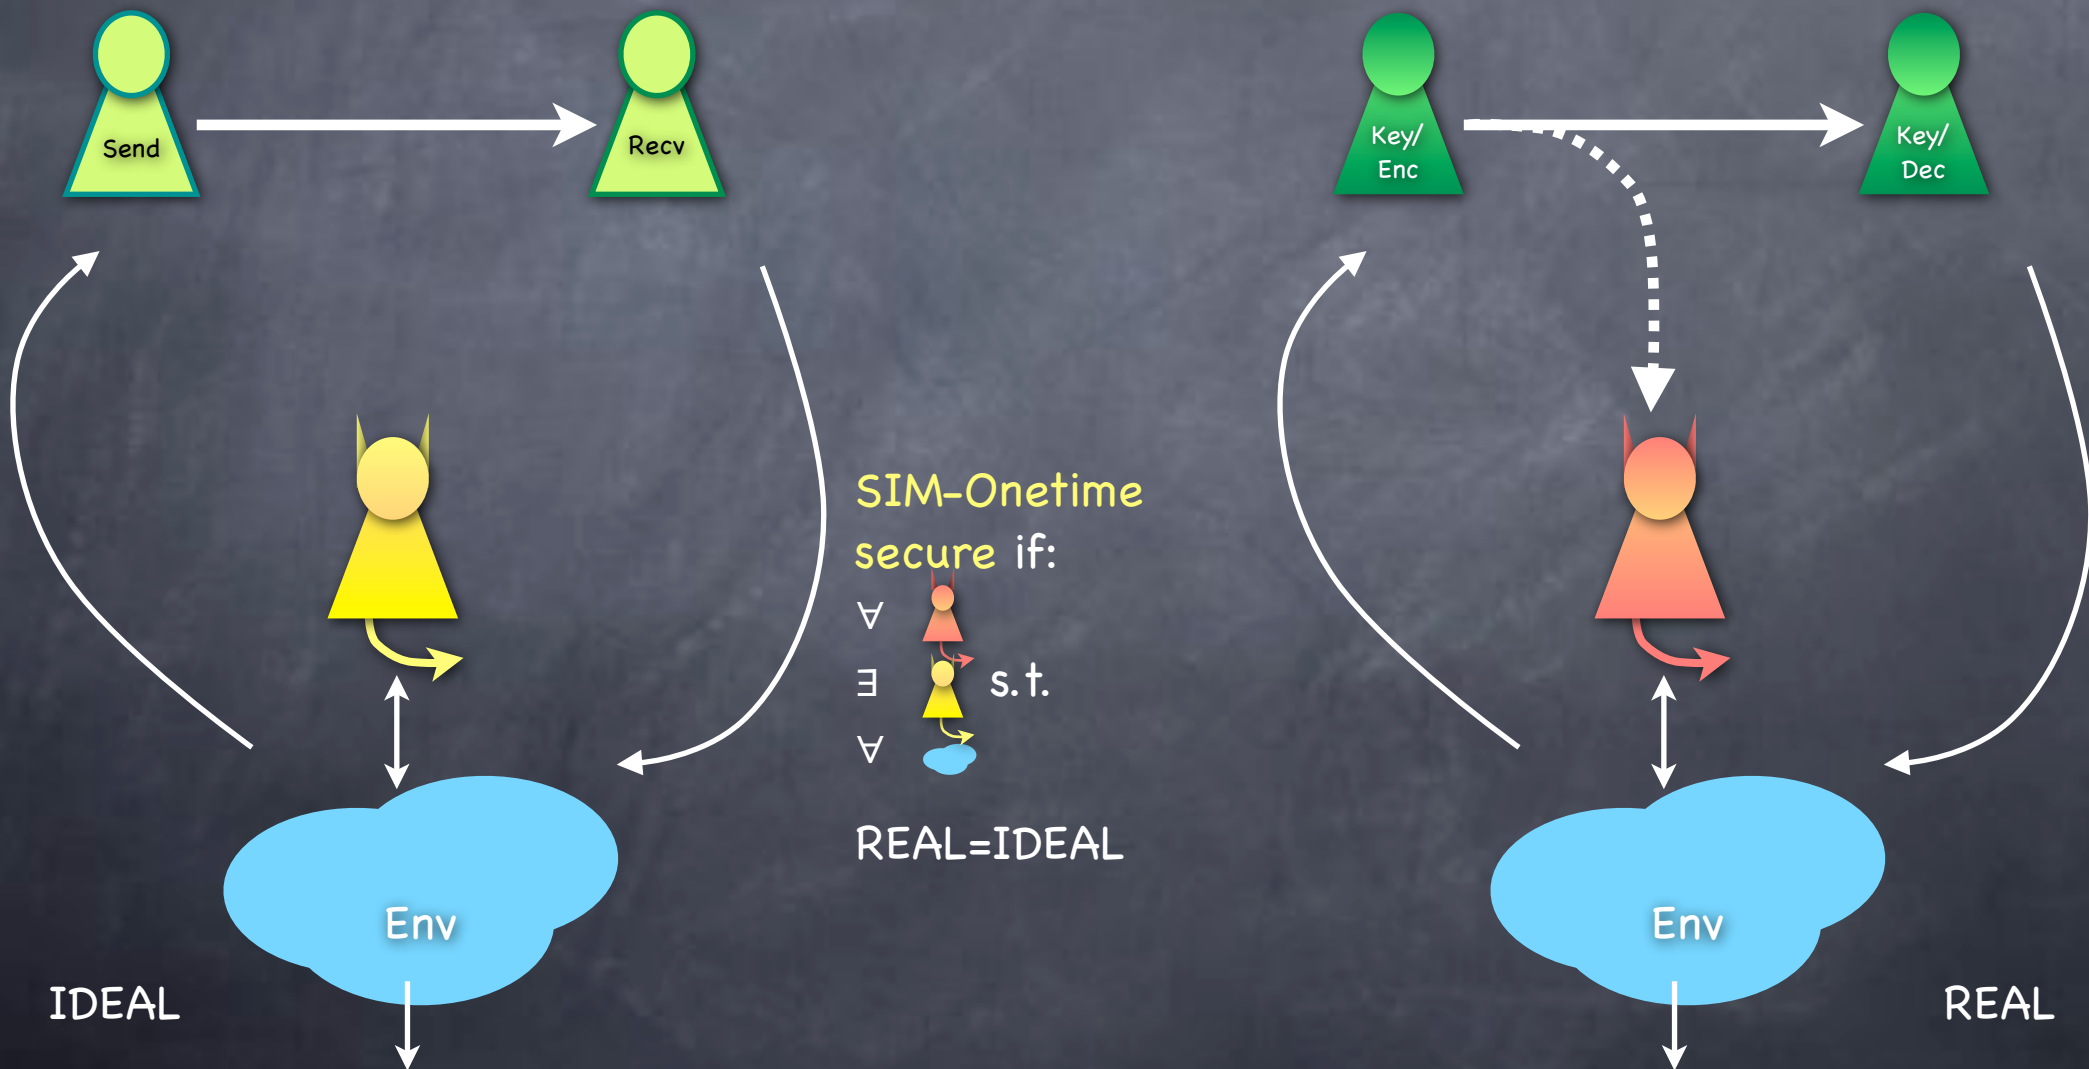 Send
Recv
Key/
Enc
Key/
Dec
SIM-Onetime
secure if:
∀
∃ s.t.
∀
REAL=IDEAL
Env
Env
IDEAL
REAL